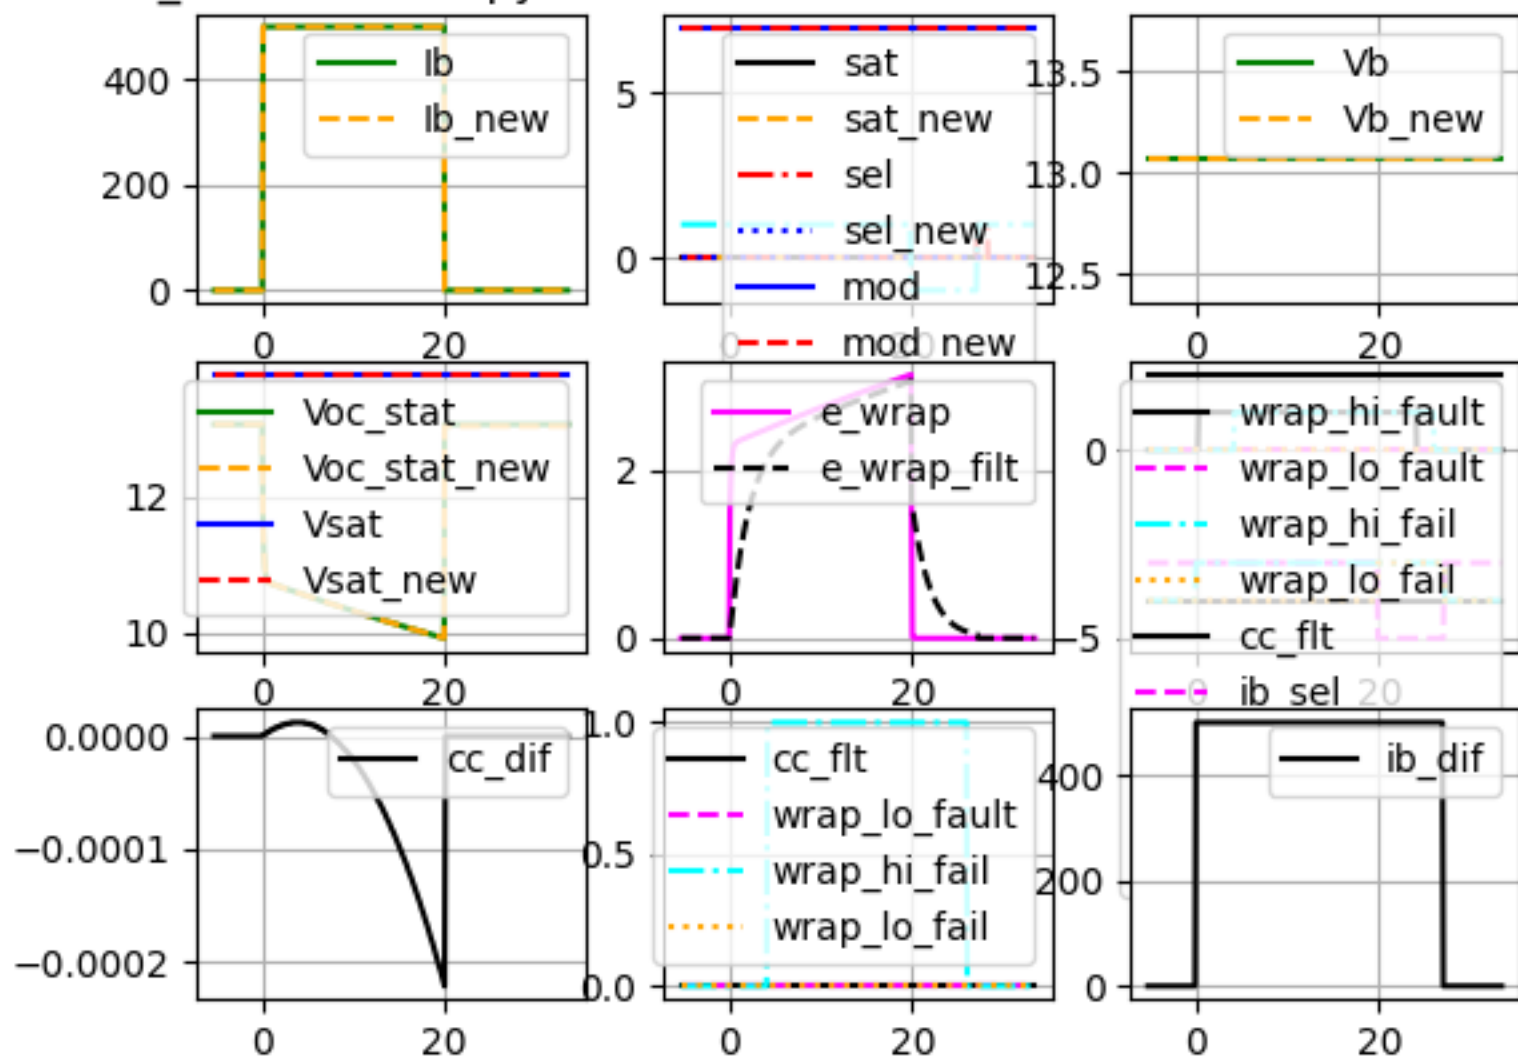 Ib
Ib_new
400
200
0
0
20
sat
sat_new
sel
sel_new
mod
mod_new
5
0
0
20
Vb
Vb_new
13.5
13.0
12.5
0
20
Voc_stat
Voc_stat_new
Vsat
Vsat_new
12
10
0
20
e_wrap
e_wrap_filt
2
0
0
20
wrap_hi_fault
wrap_lo_fault
wrap_hi_fail
wrap_lo_fail
cc_flt
ib_sel
0
−5
0
20
cc_dif
0.0000
−0.0001
−0.0002
0
20
cc_flt
wrap_lo_fault
wrap_hi_fail
wrap_lo_fail
1.0
0.5
0.0
0
20
ib_dif
400
200
0
0
20